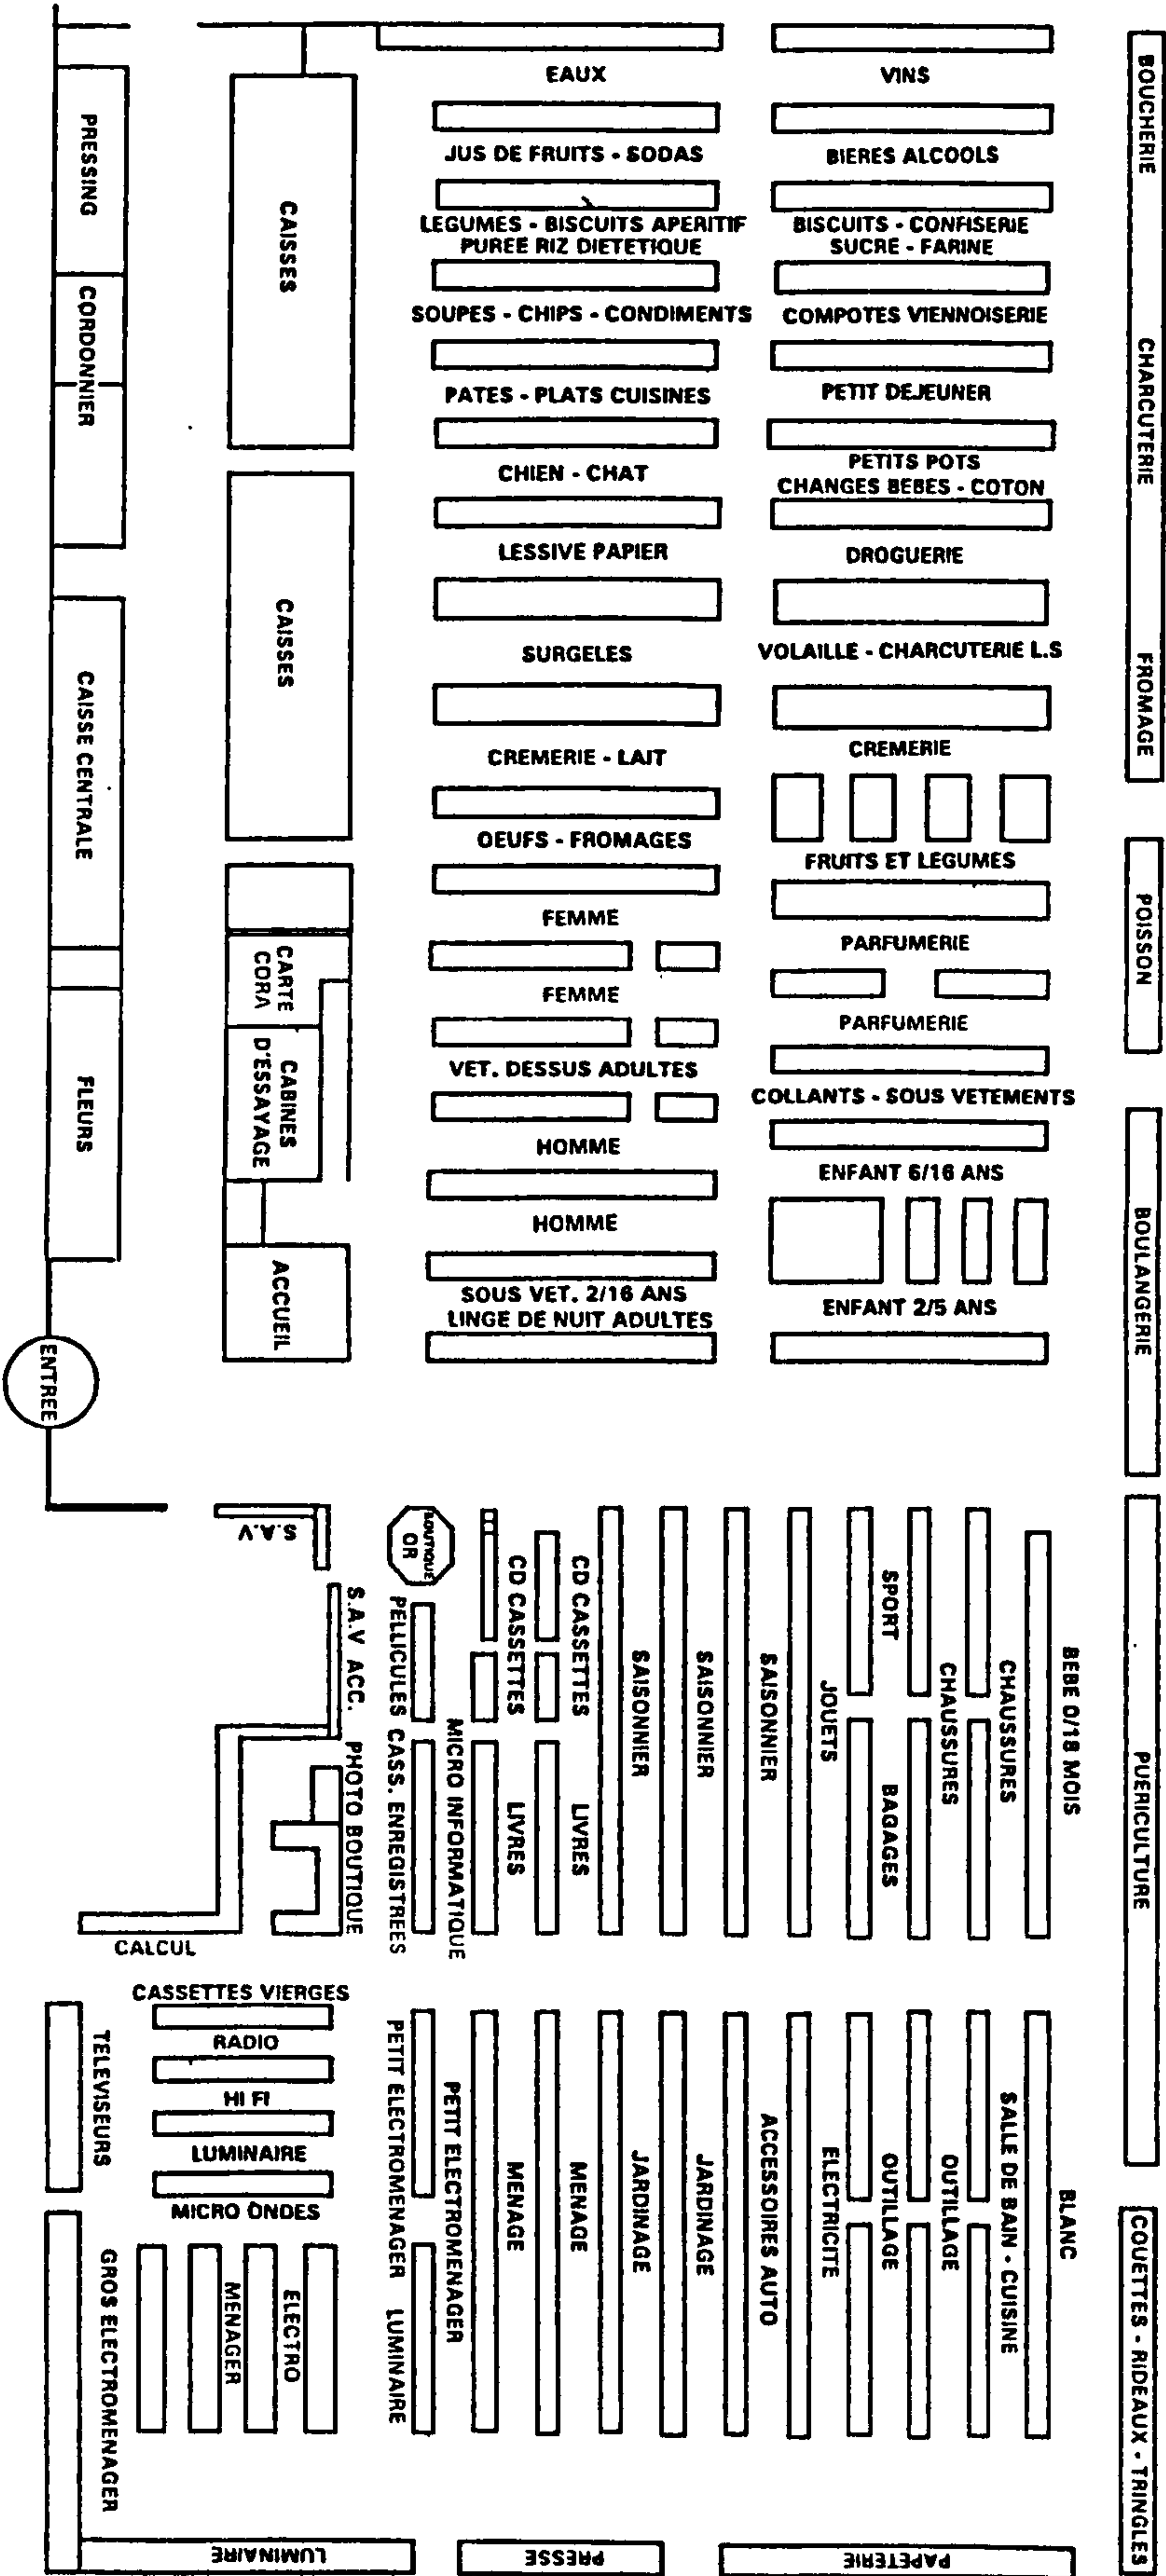 EAUX
VINS
JUS DE FRUITS - SODAS
BIERES ALCOOLS
LEGUMES - BISCUITS APERITIF
PUREE RIZ DIETETIQUE
BISCUITS - CONFISERIE
SUCRE - FARINE
SOUPES - CHIPS - CONDIMENTS
COMPOTES VIENNOISERIE
PATES - PLATS CUISINES
PETIT DEJEUNER
CHIEN - CHAT
PETITS POTS
CHANGES BEBES - COTON
LESSIVE PAPIER
DROGUERIE
SURGELES
VOLAILLE - CHARCUTERIE L.S
CREMERIE - LAIT
CREMERIE
OEUFS - FROMAGES
FRUITS ET LEGUMES
FEMME
PARFUMERIE
FEMME
PARFUMERIE
VET. DESSUS ADULTES
COLLANTS - SOUS VETEMENTS
HOMME
ENFANT 6/16 ANS
HOMME
SOUS VET. 2/16 ANS
LINGE DE NUIT ADULTES
ENFANT 2/5 ANS
PRESSING
CORDONNIER
CAISSE CENTRALE
FLEURS
ENTREE
CAISSES
CAISSES
CARTE
CORA
CABINES
D'ESSAYAGE
ACCUEIL
BOUCHERIE
CHARCUTERIE
FROMAGE
POISSON
BOULANGERIE
PUERICULTURE
COUETTES - RIDEAUX - TRINGLES
S.A.V
S.A.V ACC.
PHOTO BOUTIQUE
CALCUL
BOUTIQUE
OR
PELLICULES
CASS. ENREGISTREES
MICRO INFORMATIQUE
CD CASSETTES
LIVRES
CD CASSETTES
LIVRES
SAISONNIER
SAISONNIER
SAISONNIER
JOUETS
SPORT
BAGAGES
CHAUSSURES
CHAUSSURES
BEBE 0/18 MOIS
CASSETTES VIERGES
RADIO
HI FI
LUMINAIRE
MICRO ONDES
TELEVISEURS
GROS ELECTROMENAGER
ELECTRO
MENAGER
PETIT ELECTROMENAGER
LUMINAIRE
PETIT ELECTROMENAGER
MENAGE
MENAGE
JARDINAGE
JARDINAGE
ACCESSOIRES AUTO
ELECTRICITE
OUTILLAGE
OUTILLAGE
SALLE DE BAIN - CUISINE
BLANC
LUMINAIRE
PRESSE
PAPETERIE